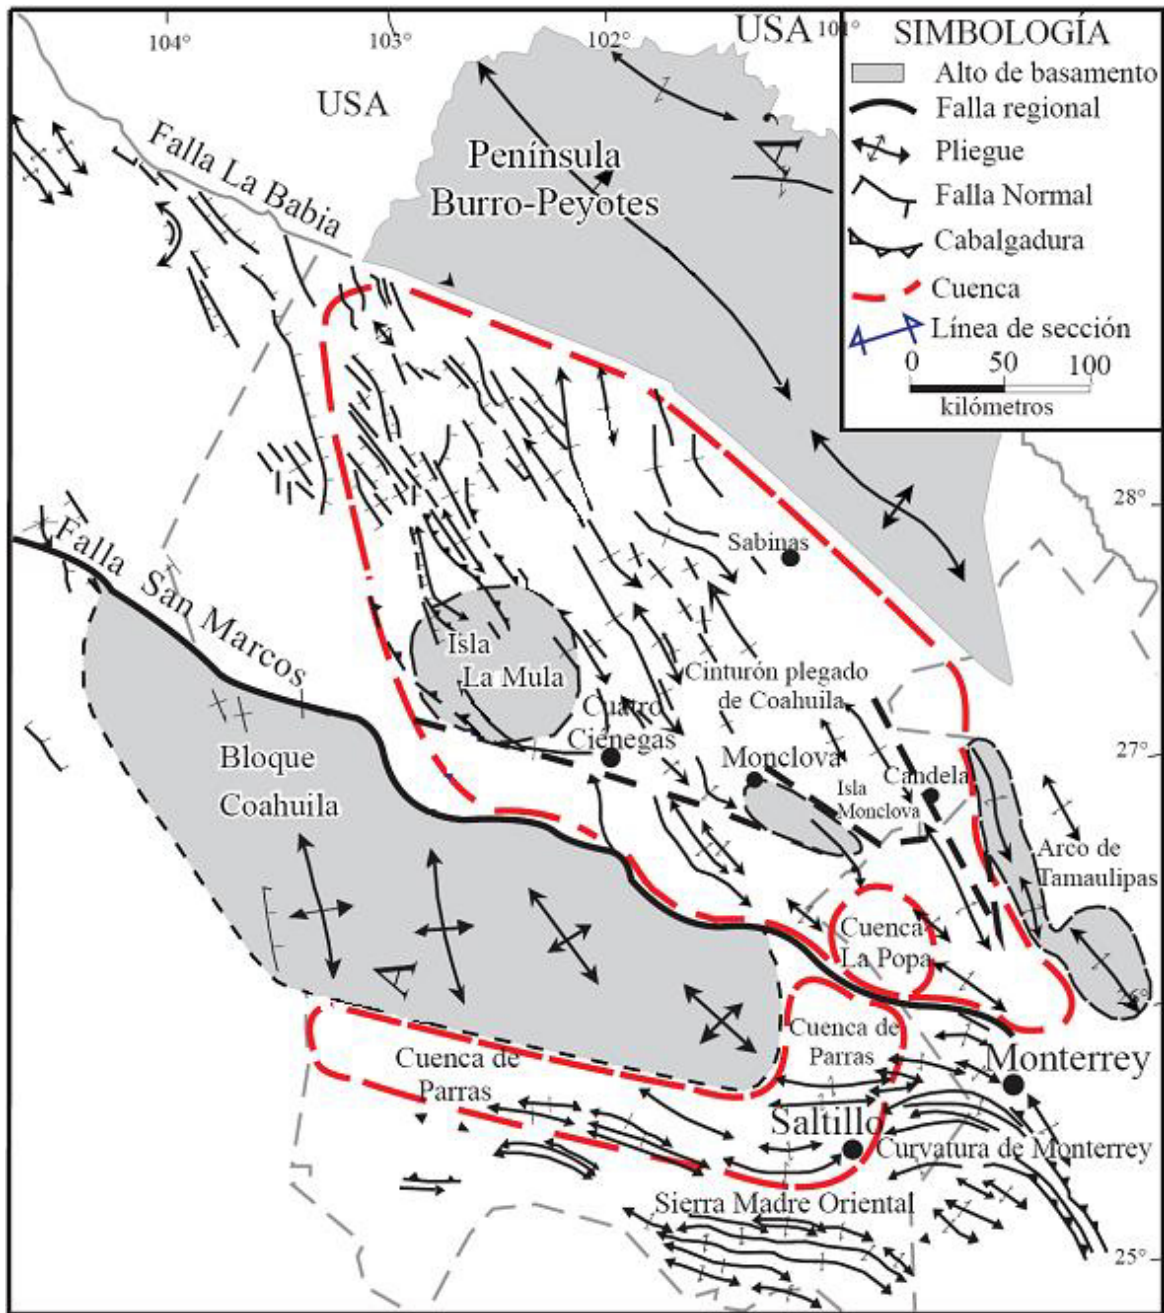 104°
103°
102°
101°
USA
USA
SIMBOLOGÍA
Alto de basamento
Falla regional
Pliegue
Falla Normal
Cabalgadura
Cuenca
Línea de sección
0 50 100
kilómetros
Falla La Babia
A'
Península
Burro-Peyotes
28°
Falla San Marcos
Sabinas
Isla
La Mula
Cinturón plegado
de Coahuila
Cuatro
Ciénegas
27°
Bloque
Coahuila
Monclova
Isla
Monclova
Candela
Arco de
Tamaulipas
Cuenca
La Popa
A
26°
Cuenca de
Parras
Cuenca de
Parras
Monterrey
Saltillo
Curvatura de Monterrey
Sierra Madre Oriental
25°